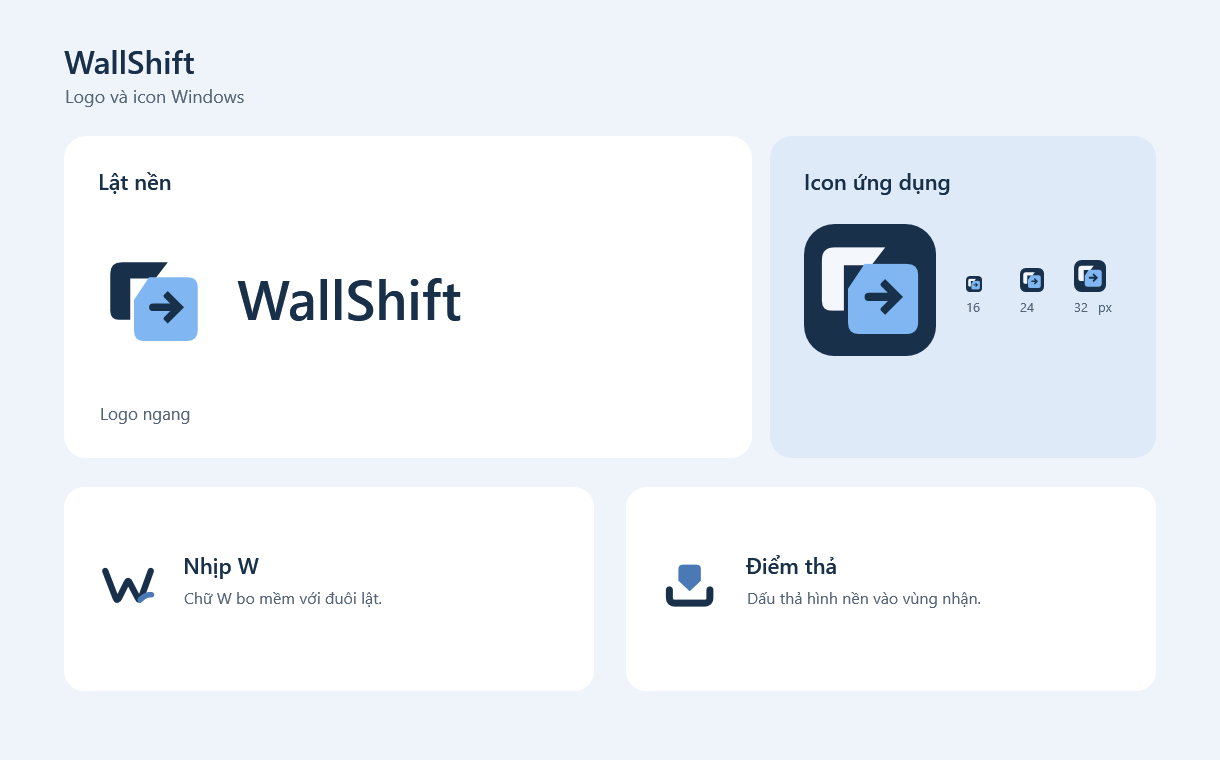 WallShift
Logo và icon Windows
Lật nền
WallShift
Logo ngang
Icon ứng dụng
16 24 32 px
Nhịp W
Chữ W bo mềm với đuôi lật.
Điểm thả
Dấu thả hình nền vào vùng nhận.